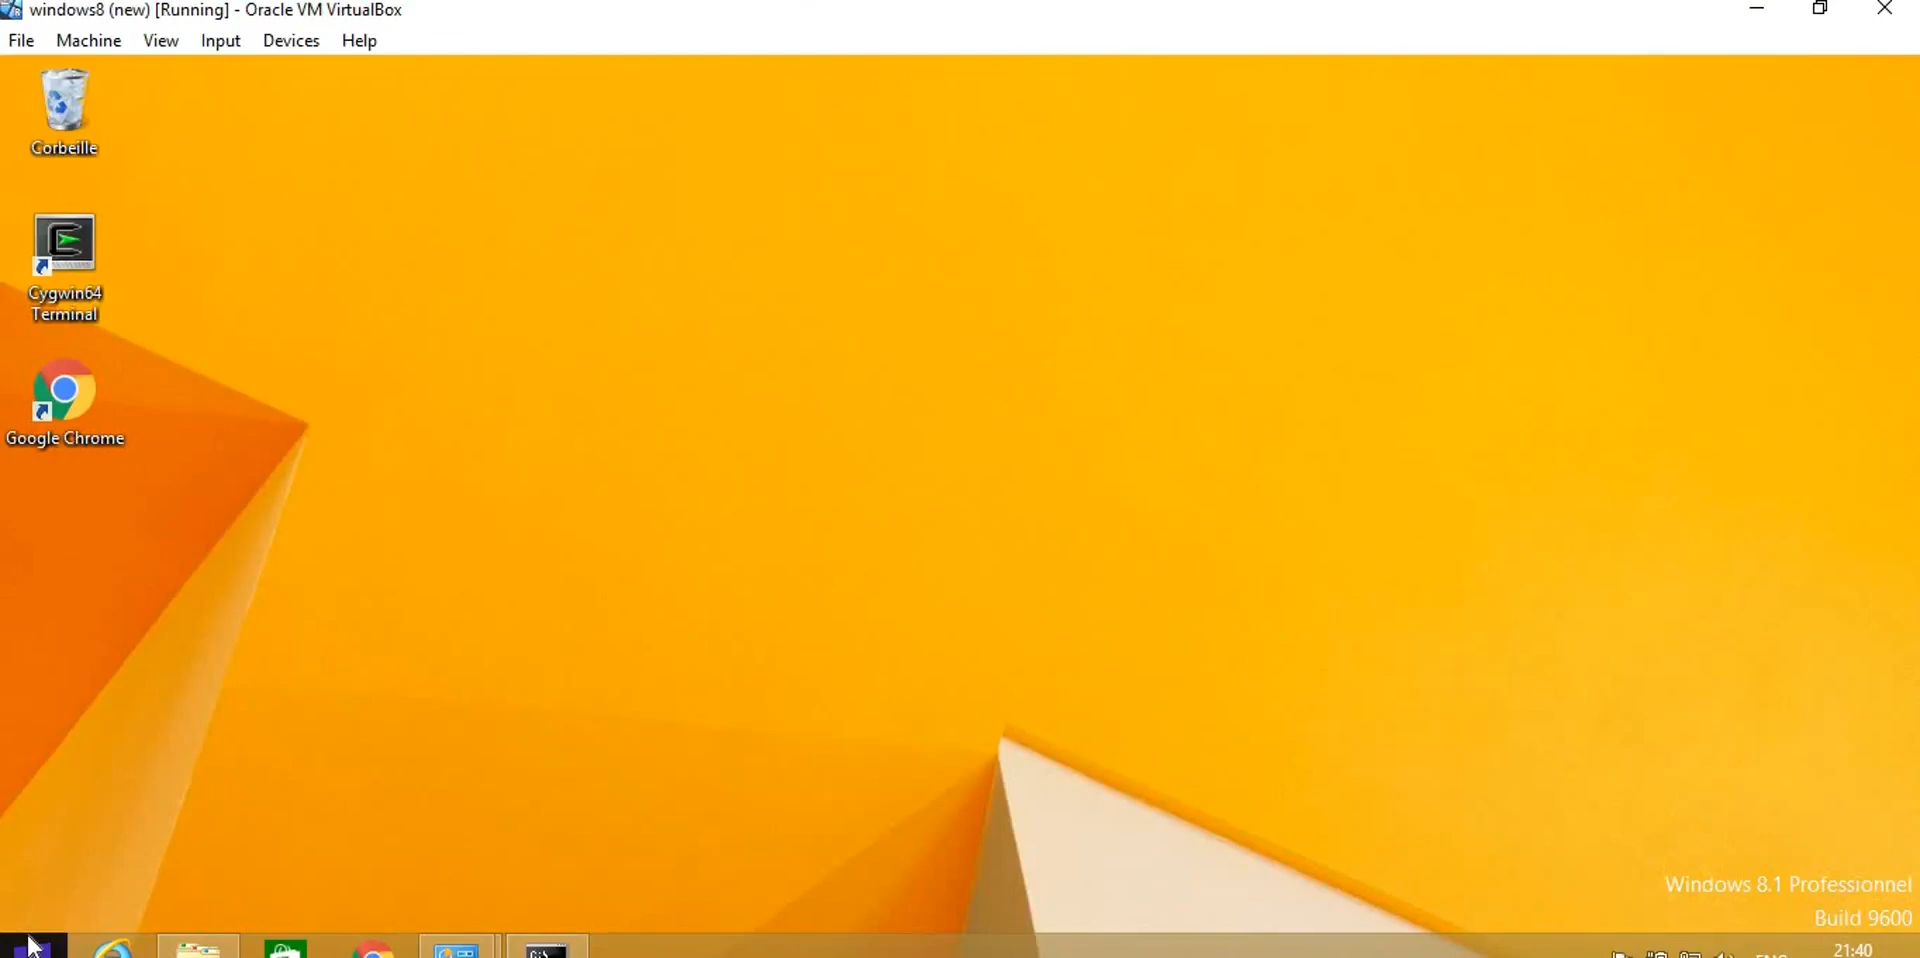 windows8 (new) [Running] - Oracle VM VirtualBox
File Machine View Input Devices Help
Corbeille
Cygwin64
Terminal
Google Chrome
Windows 8.1 Professionnel
Build 9600
21:40